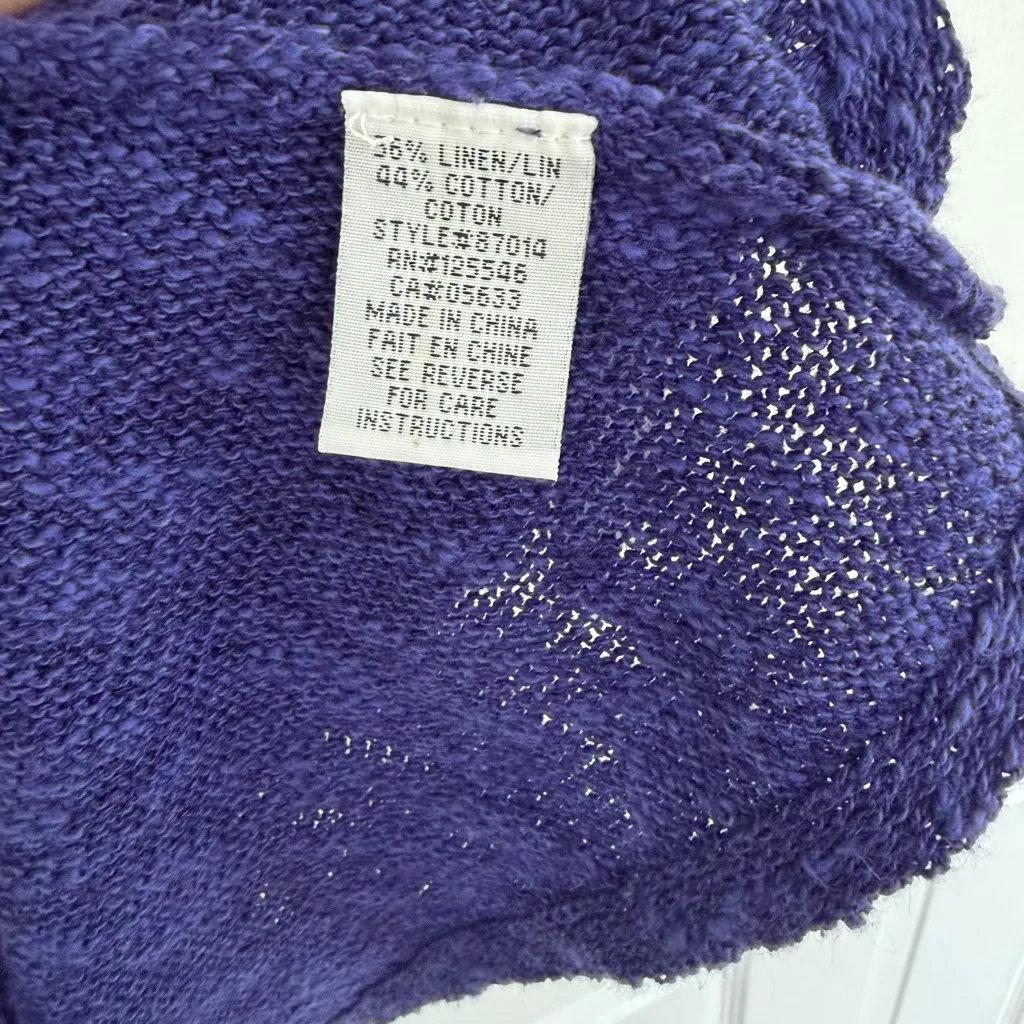 56% LINEN/LIN
44% COTTON/
COTON
STYLE#87014
RN#125546
CA#05633
MADE IN CHINA
FAIT EN CHINE
SEE REVERSE
FOR CARE
INSTRUCTIONS